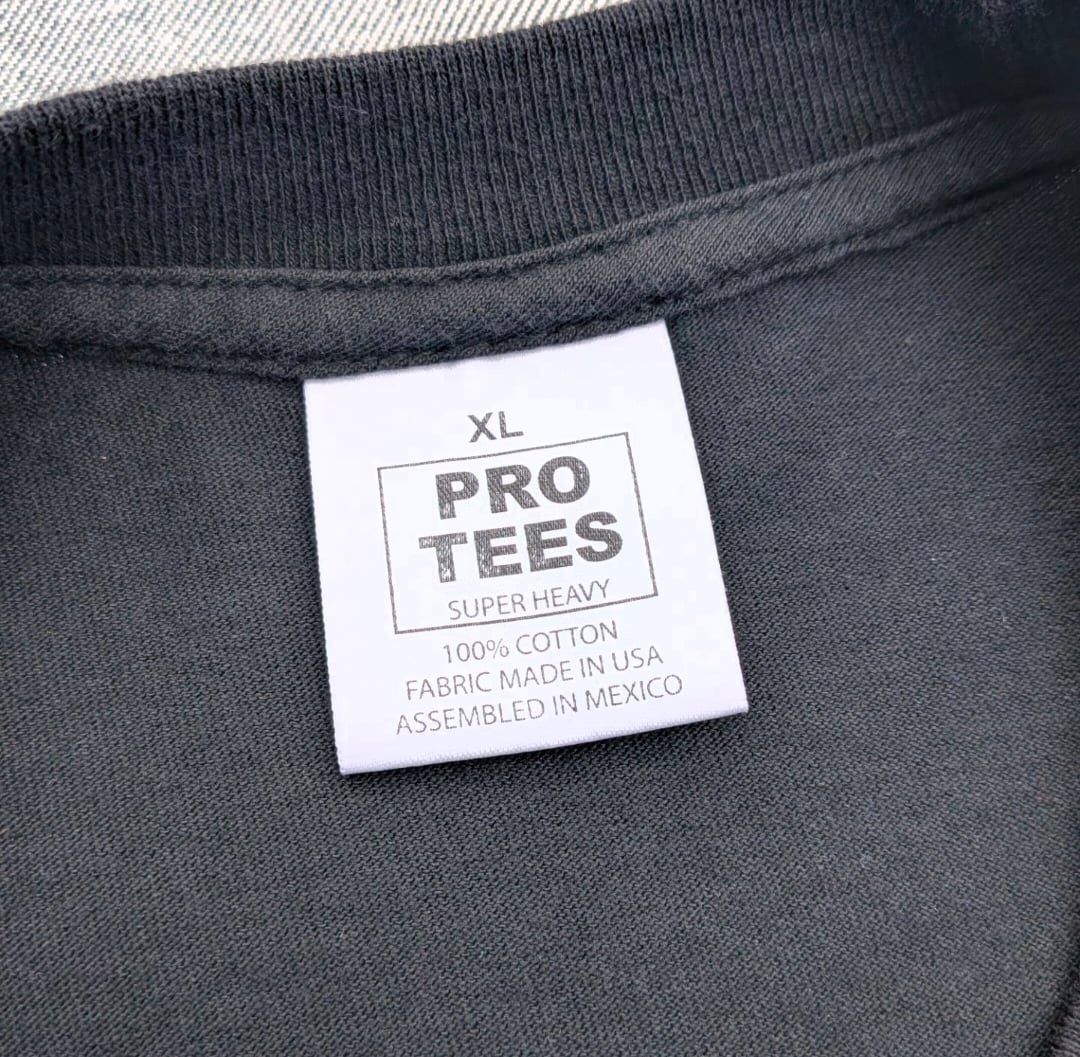 XL
PRO
TEES
SUPER HEAVY
100% COTTON
FABRIC MADE IN USA
ASSEMBLED IN MEXICO